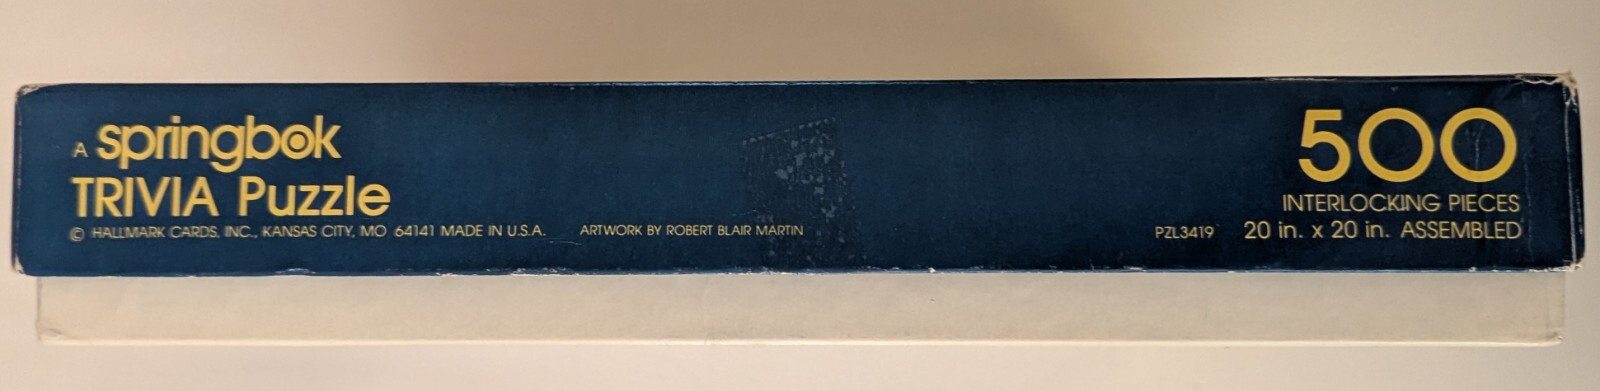 A springbok
TRIVIA Puzzle
© HALLMARK CARDS, INC., KANSAS CITY, MO 64141 MADE IN U.S.A. ARTWORK BY ROBERT BLAIR MARTIN
500
INTERLOCKING PIECES
PZL3419 20 in. x 20 in. ASSEMBLED